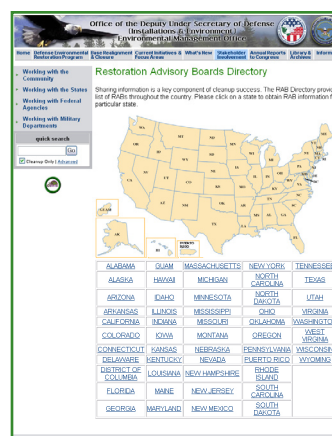 Office of the Deputy Under Secretary of Defense
(Installations & Environment)
Environmental Management Office
Home
Defense Environmental Restoration Program
Base Realignment & Closure
Current Initiatives & Focus Areas
What's New
Stakeholder Involvement
Annual Reports to Congress
Library & Archives
Inform
Working with the Community
Working with the States
Working with Federal Agencies
Working with Military Departments
quick search
Go
Cleanup Only | Advanced
Restoration Advisory Boards Directory
Sharing information is a key component of cleanup success. The RAB Directory provid
list of RABs throughout the country. Please click on a state to obtain RAB information f
particular state.
ALABAMA GUAM MASSACHUSETTS NEW YORK TENNESSEE
ALASKA HAWAII MICHIGAN NORTH CAROLINA TEXAS
ARIZONA IDAHO MINNESOTA NORTH DAKOTA UTAH
ARKANSAS ILLINOIS MISSISSIPPI OHIO VIRGINIA
CALIFORNIA INDIANA MISSOURI OKLAHOMA WASHINGTO
COLORADO IOWA MONTANA OREGON WEST VIRGINIA
CONNECTICUT KANSAS NEBRASKA PENNSYLVANIA WISCONSIN
DELAWARE KENTUCKY NEVADA PUERTO RICO WYOMING
DISTRICT OF COLUMBIA LOUISIANA NEW HAMPSHIRE RHODE ISLAND
FLORIDA MAINE NEW JERSEY SOUTH CAROLINA
GEORGIA MARYLAND NEW MEXICO SOUTH DAKOTA